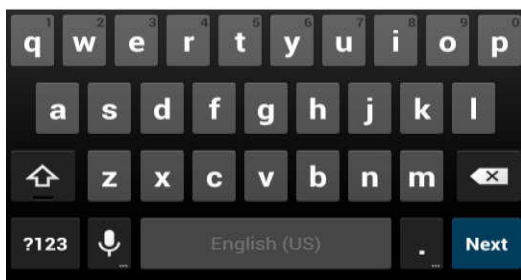 1 2 3 4 5 6 7 8 9 0
q w e r t y u i o p
a s d f g h j k l
z x c v b n m
?123 English (US) . Next